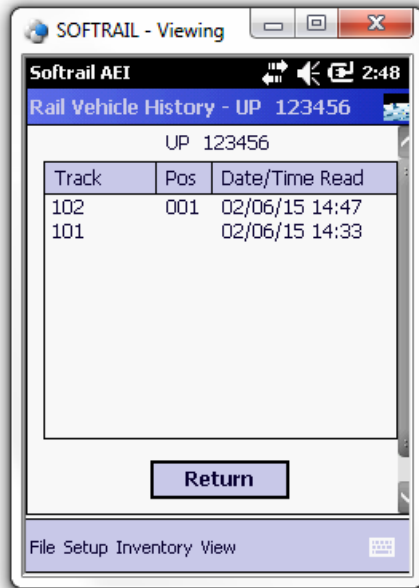 SOFTRAIL - Viewing
Softrail AEI 2:48
Rail Vehicle History - UP 123456
UP 123456
Track Pos Date/Time Read
102 001 02/06/15 14:47
101 02/06/15 14:33
Return
File Setup Inventory View